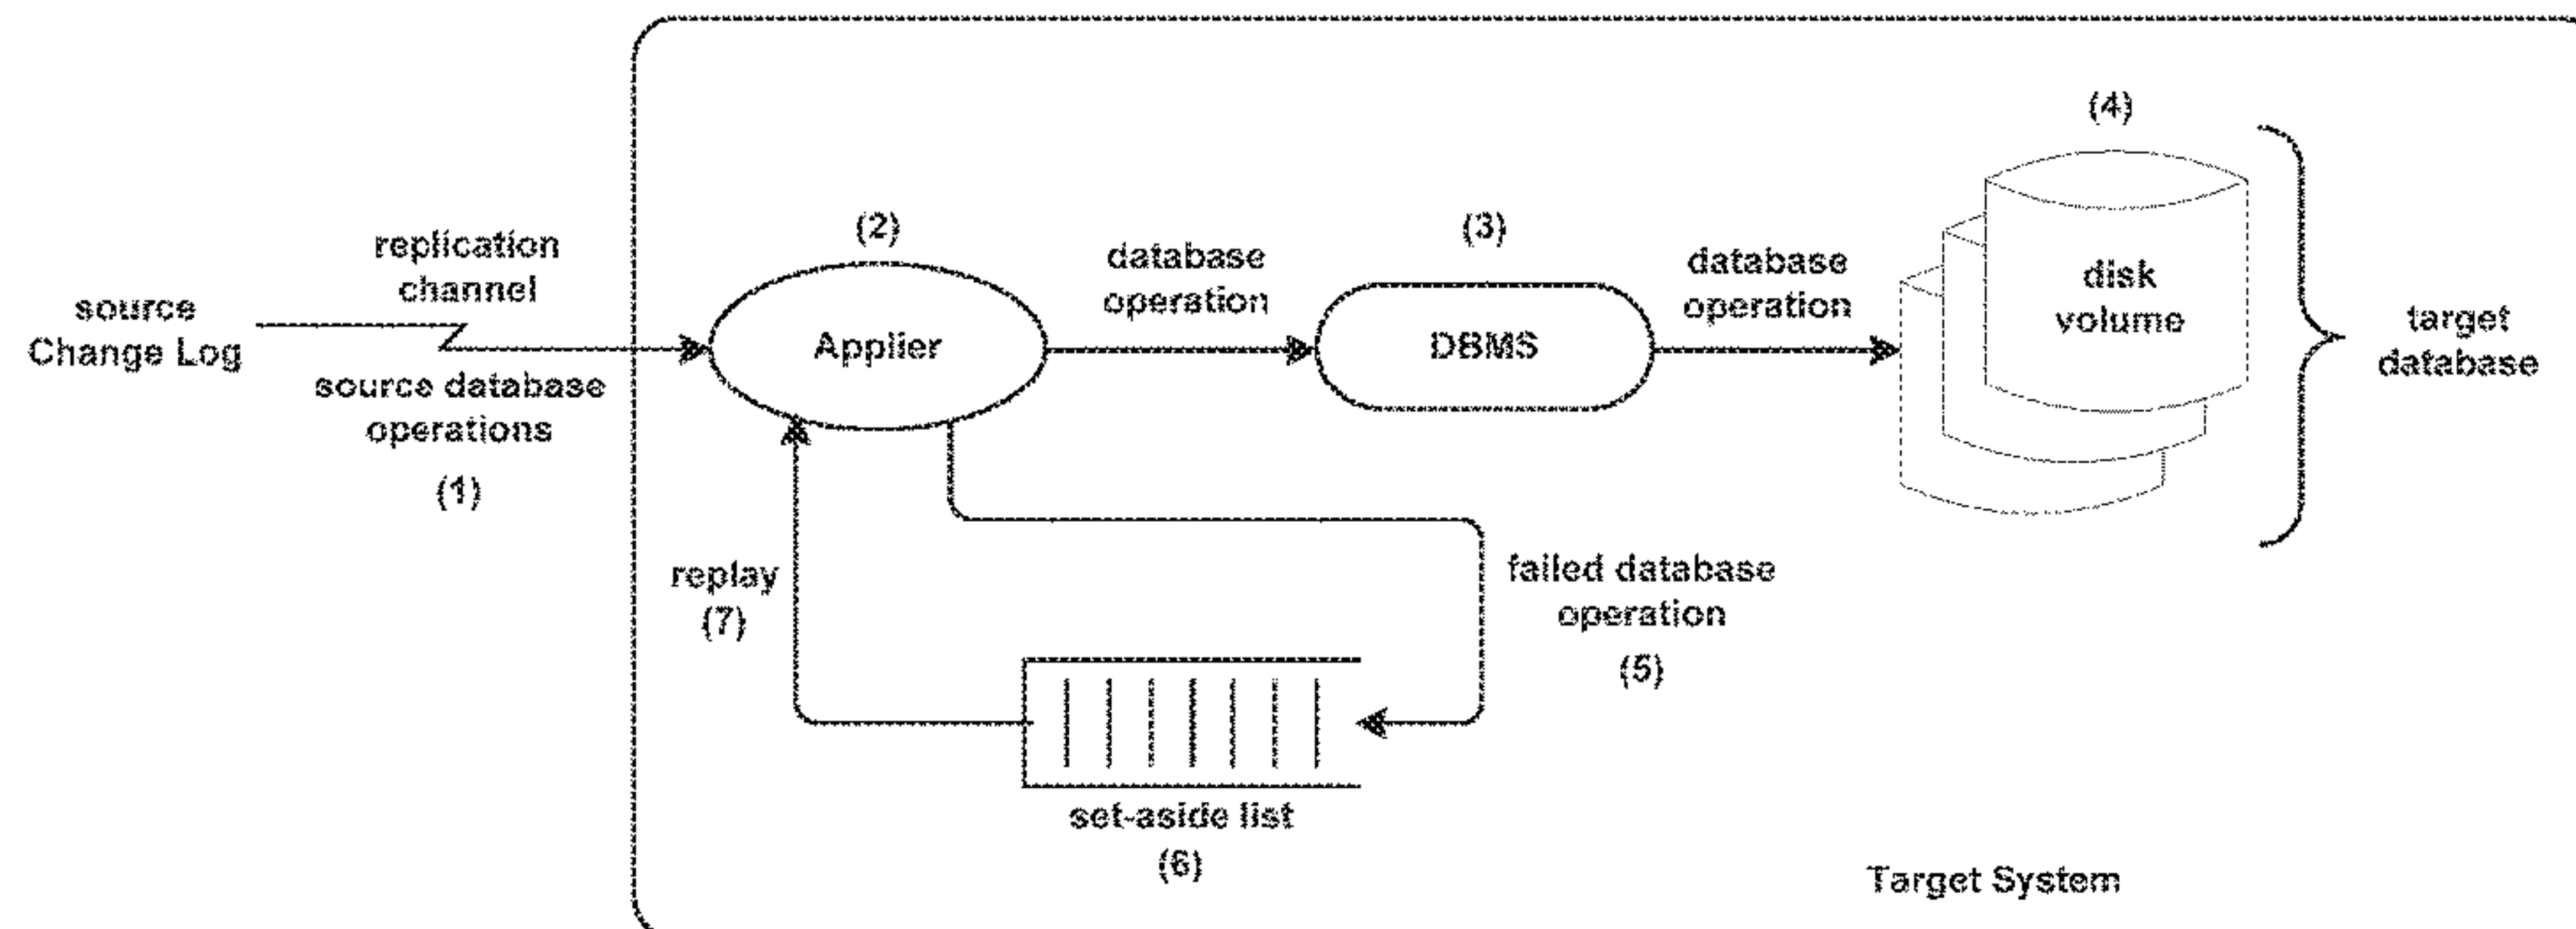 (4)
(2)
(3)
replication
channel
database
operation
database
operation
disk
volume
source
Change Log
Applier
DBMS
target
database
source database
operations
(1)
replay
(7)
failed database
operation
(5)
set-aside list
(6)
Target System